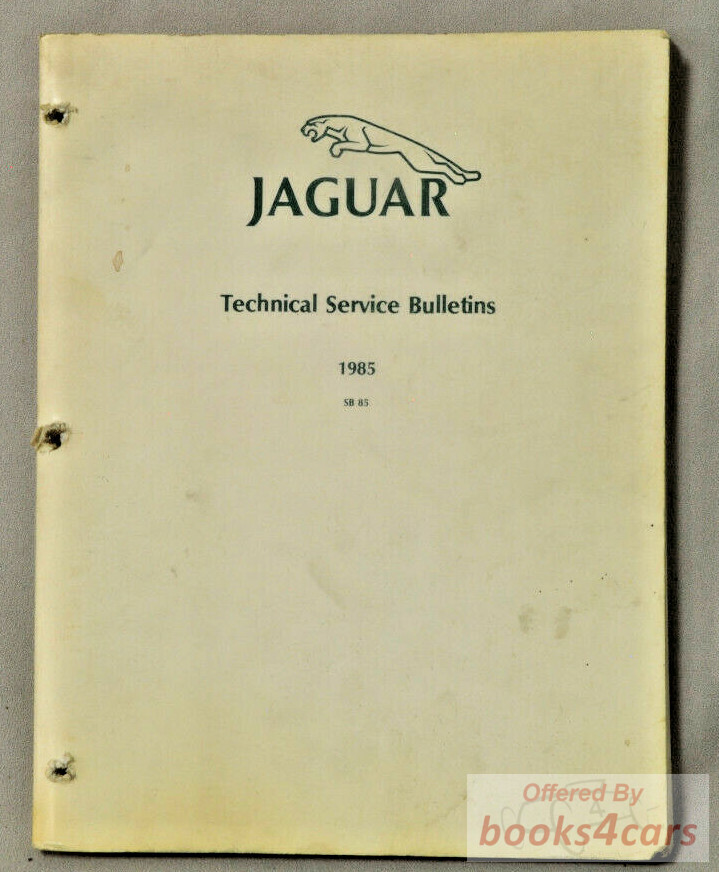 JAGUAR
Technical Service Bulletins
1985
SB 85
Offered By
books4cars